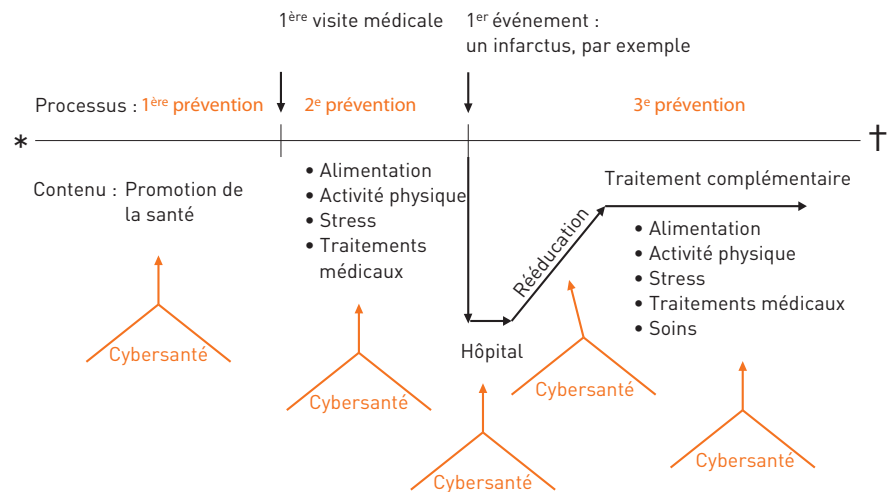 1ère visite médicale
1er événement :
un infarctus, par exemple
Processus : 1ère prévention
2e prévention
3e prévention
* †
Contenu : Promotion de
la santé
• Alimentation
• Activité physique
• Stress
• Traitements
médicaux
Traitement complémentaire
Rééducation
• Alimentation
• Activité physique
• Stress
• Traitements médicaux
• Soins
Hôpital
Cybersanté
Cybersanté
Cybersanté
Cybersanté
Cybersanté